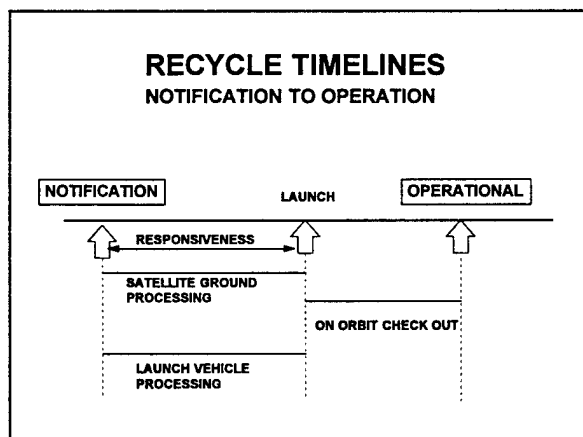 RECYCLE TIMELINES
NOTIFICATION TO OPERATION
NOTIFICATION
LAUNCH
OPERATIONAL
RESPONSIVENESS
SATELLITE GROUND
PROCESSING
ON ORBIT CHECK OUT
LAUNCH VEHICLE
PROCESSING